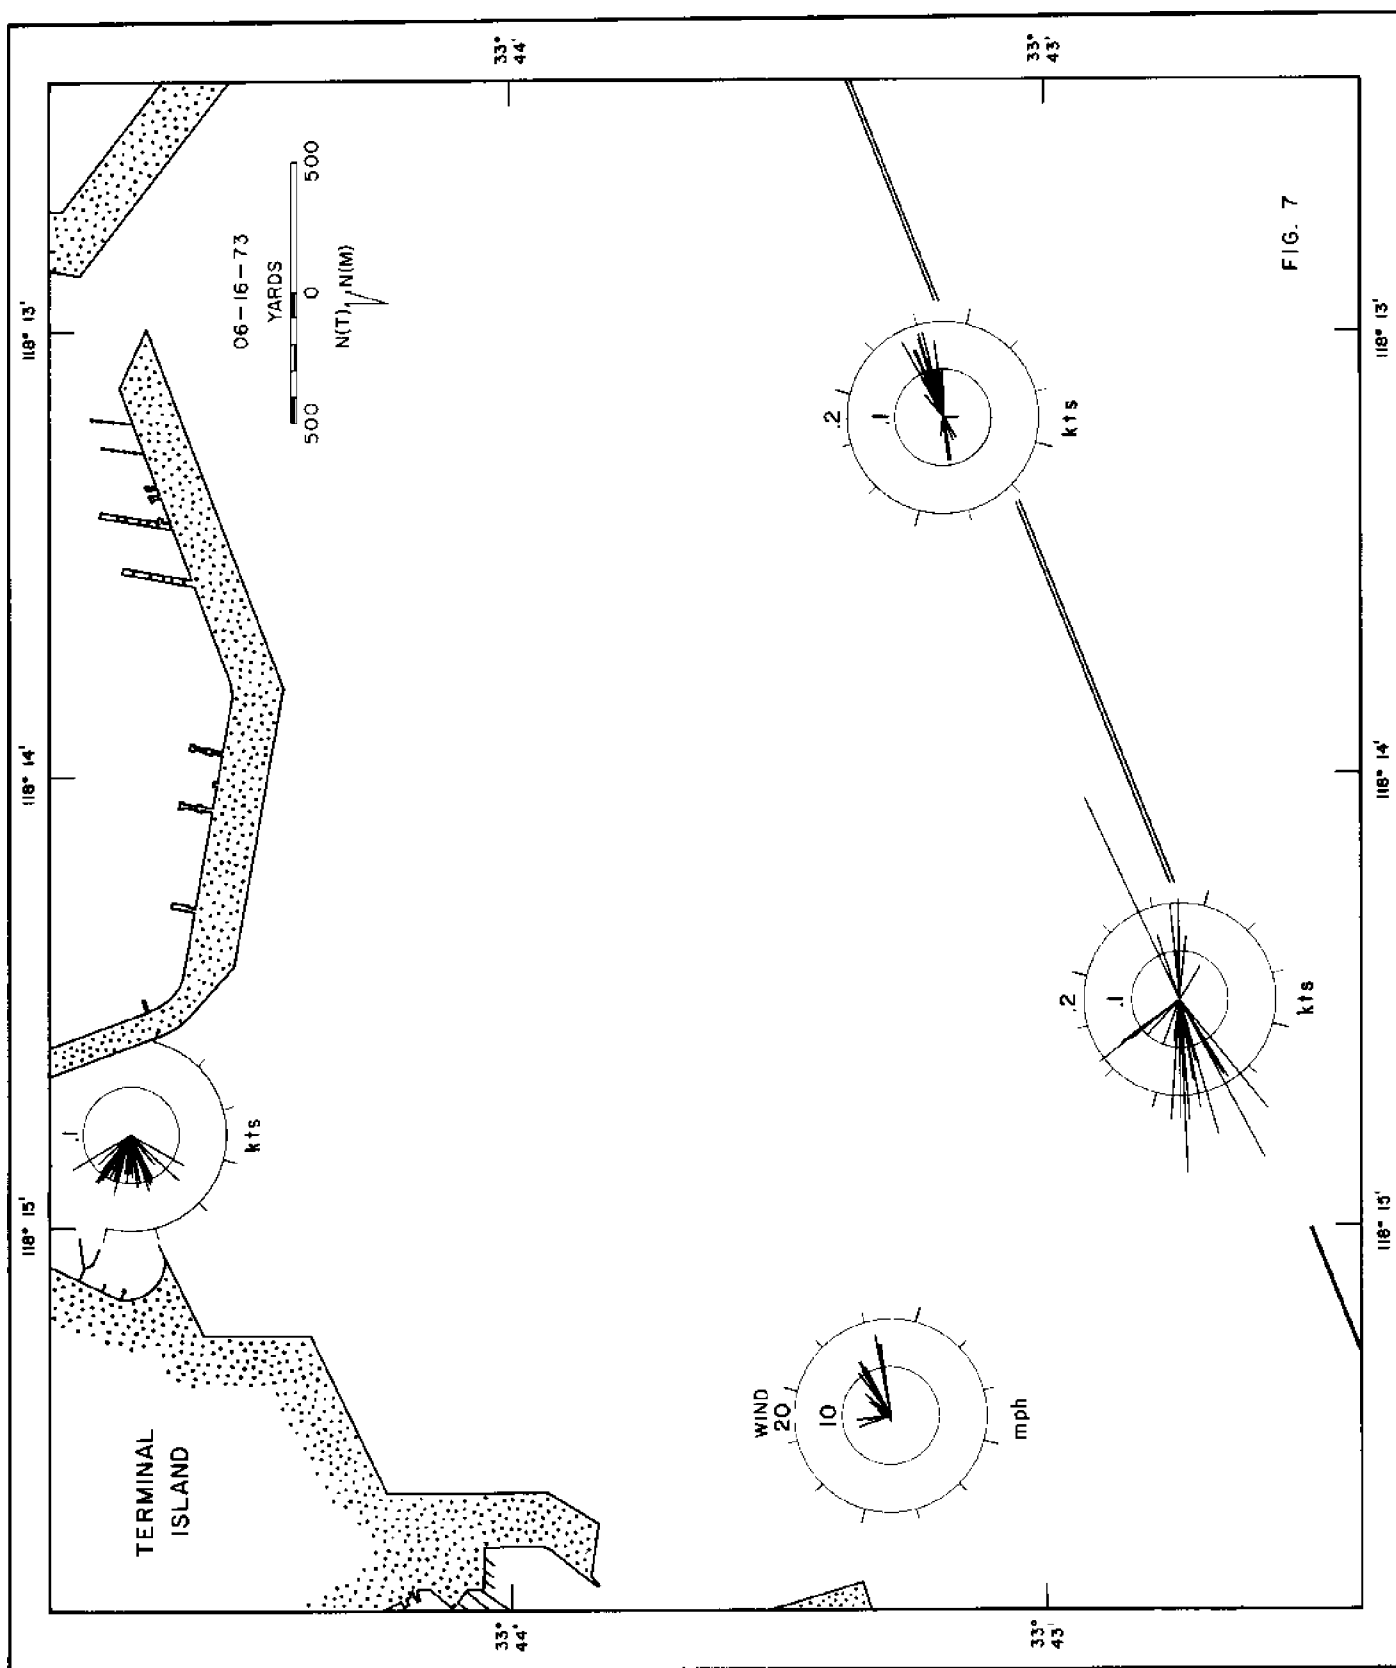 118° 15'
118° 14'
118° 13'
33°
44'
33°
44'
33°
43'
33°
43'
TERMINAL
ISLAND
.1
kts
06-16-73
YARDS
500 0 500
N(T) N(M)
WIND
20
10
mph
.2
.1
kts
.2
.1
kts
118° 15'
118° 14'
118° 13'
FIG. 7